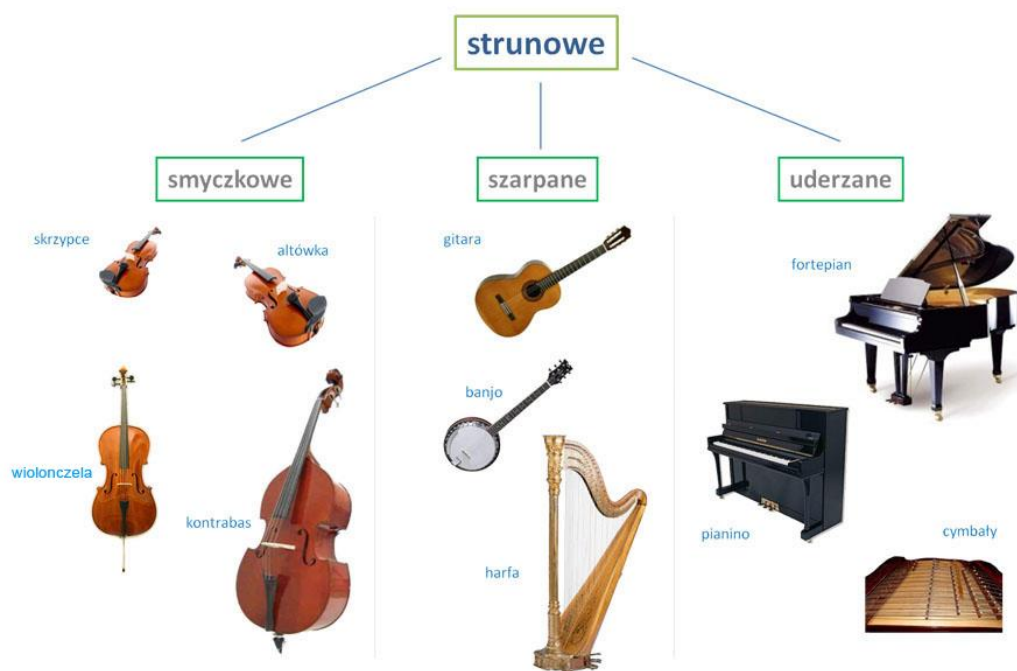 strunowe
smyczkowe
szarpane
uderzane
skrzypce
altówka
wiolonczela
kontrabas
gitara
banjo
harfa
fortepian
pianino
cymbały